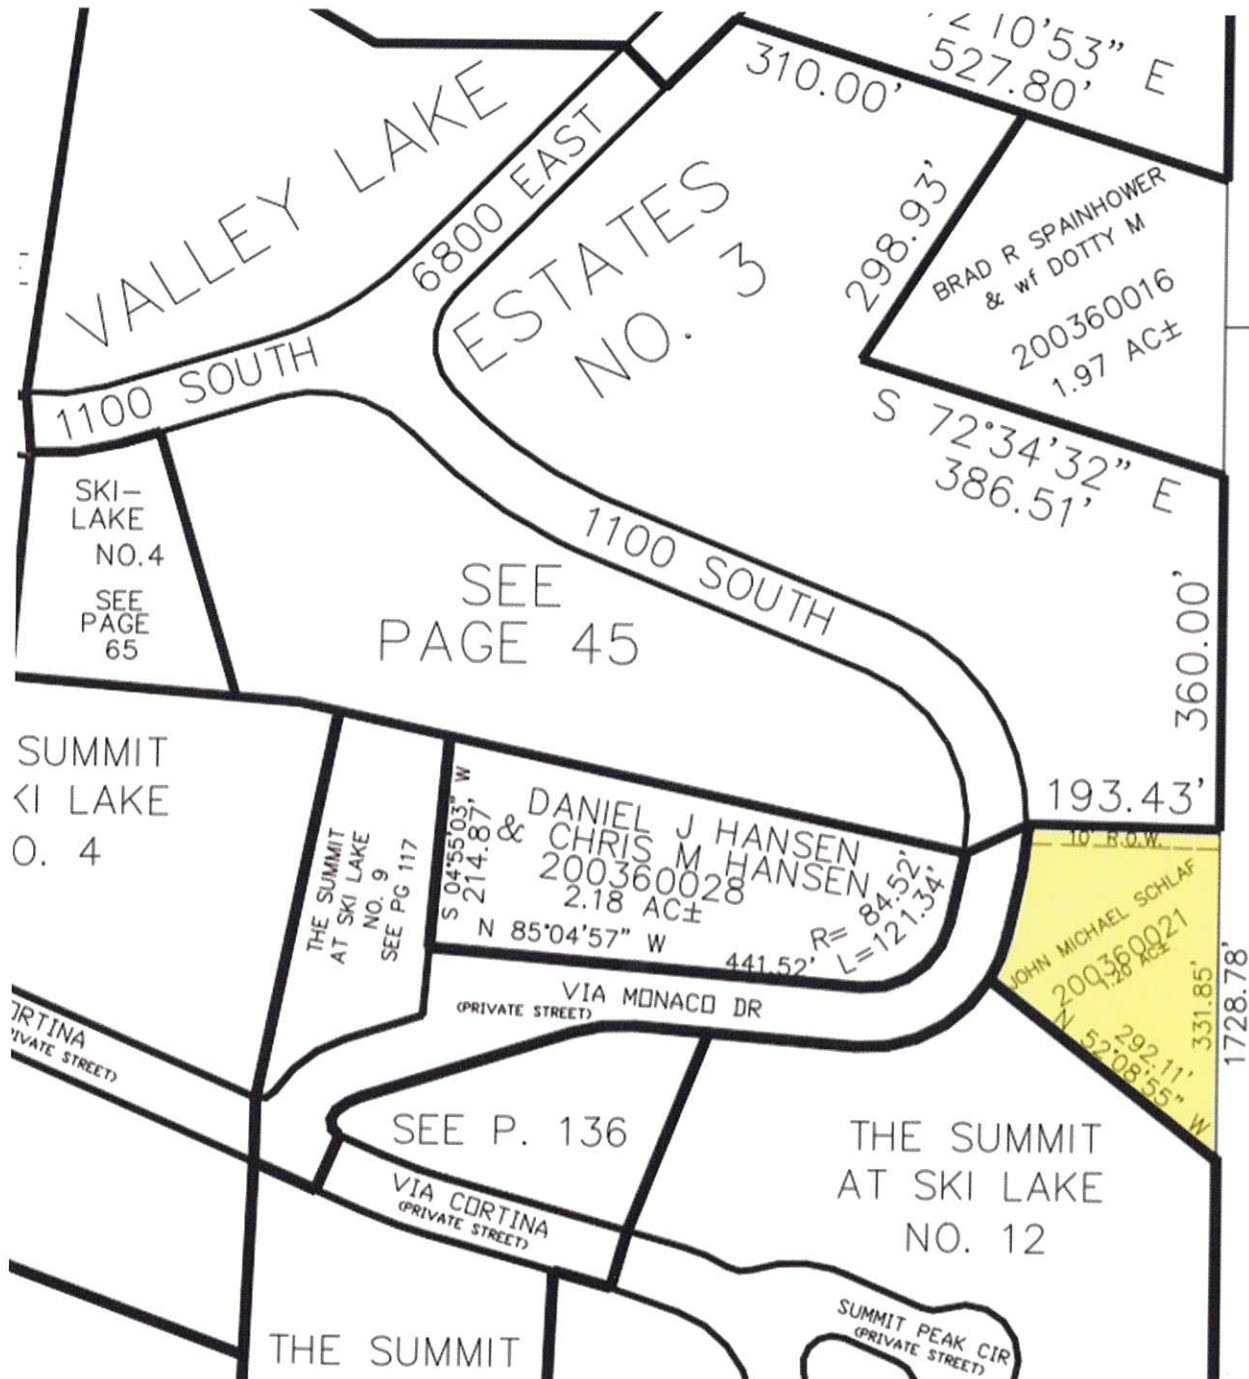 10'53" E
527.80'
310.00'
298.93'
BRAD R SPAINHOWER
& wf DOTTY M
200360016
1.97 AC±
VALLEY LAKE
ESTATES
NO. 3
6800 EAST
1100 SOUTH
S 72°34'32" E
386.51'
SKI-
LAKE
NO.4
SEE
PAGE
65
SEE
PAGE 45
1100 SOUTH
360.00'
193.43'
10' R.O.W.
SUMMIT
KI LAKE
O. 4
THE SUMMIT
AT SKI LAKE
NO. 9
SEE PG 117
S 04°55'03" W
214.87'
DANIEL J HANSEN
& CHRIS M HANSEN
200360028
2.18 AC±
N 85°04'57" W
441.52'
R= 84.52'
L=121.34'
JOHN MICHAEL SCHLAF
200360021
1.20 AC±
331.85'
1728.78'
292.11'
N 52°08'55" W
VIA MONACO DR
(PRIVATE STREET)
ORTINA
IVATE STREET)
SEE P. 136
VIA CORTINA
(PRIVATE STREET)
THE SUMMIT
AT SKI LAKE
NO. 12
SUMMIT PEAK CIR
(PRIVATE STREET)
THE SUMMIT